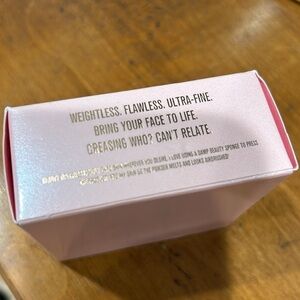 WEIGHTLESS. FLAWLESS. ULTRA-FINE.
BRING YOUR FACE TO LIFE.
CREASING WHO? CAN'T RELATE.
YOU DESIRE. I LOVE USING A DAMP BEAUTY SPONGE TO PRESS
SO THE POWDER MELTS AND LOOKS AIRBRUSHED!